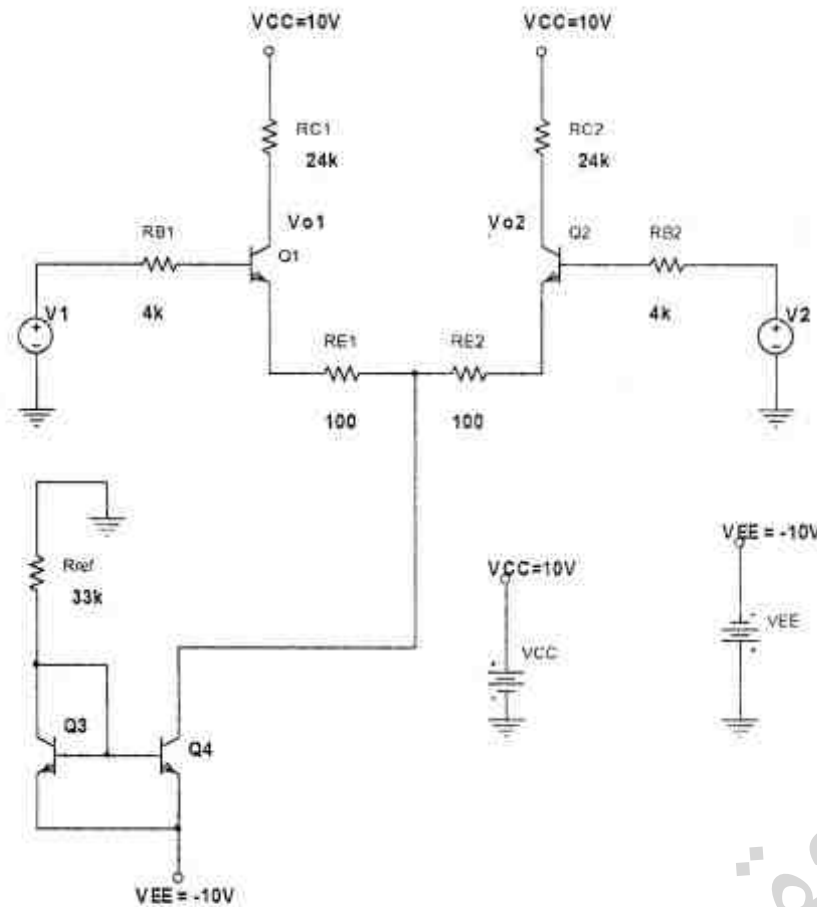 VCC=10V
VCC=10V
RC1
24k
RC2
24k
Vo1
Vo2
RB1
Q1
Q2
RB2
V1
4k
4k
V2
RE1
RE2
100
100
Rref
33k
VCC=10V
VEE = -10V
VCC
VEE
Q3
Q4
VEE = -10V